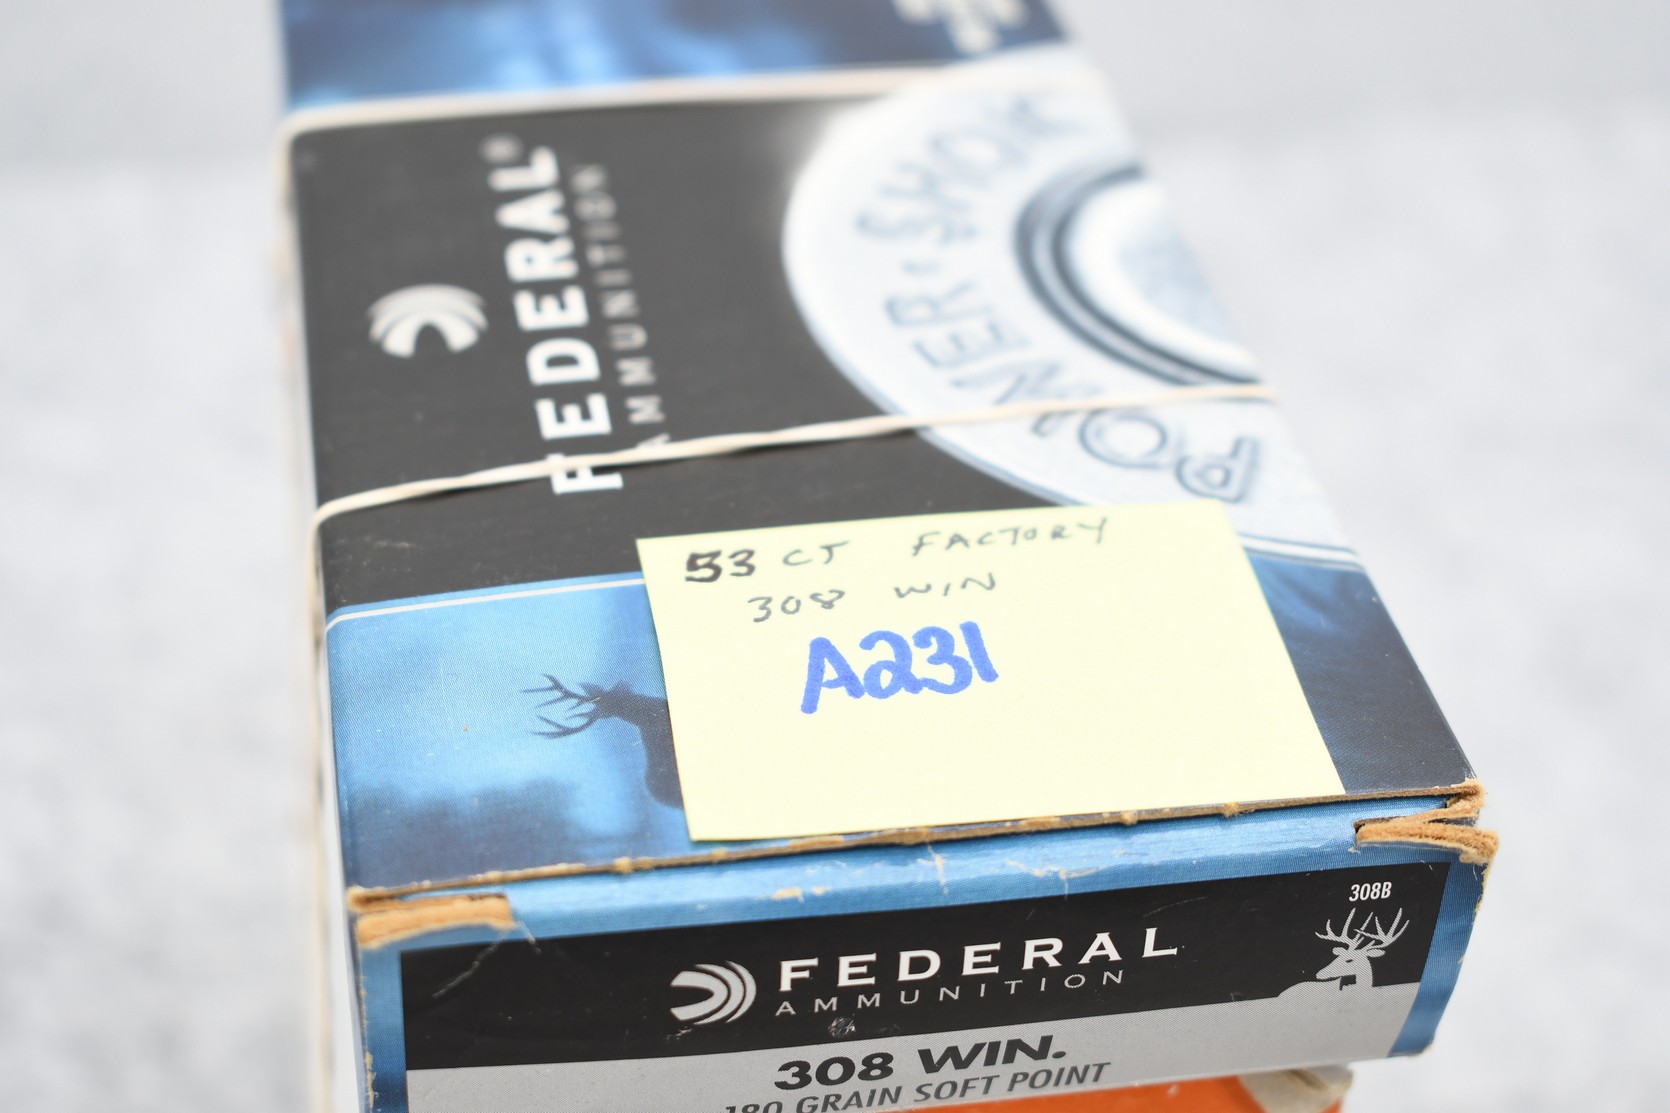 FEDERAL®
AMMUNITION
POWER·SHOK
53 CT FACTORY
308 WIN
A231
308B
FEDERAL
AMMUNITION
308 WIN.
180 GRAIN SOFT POINT